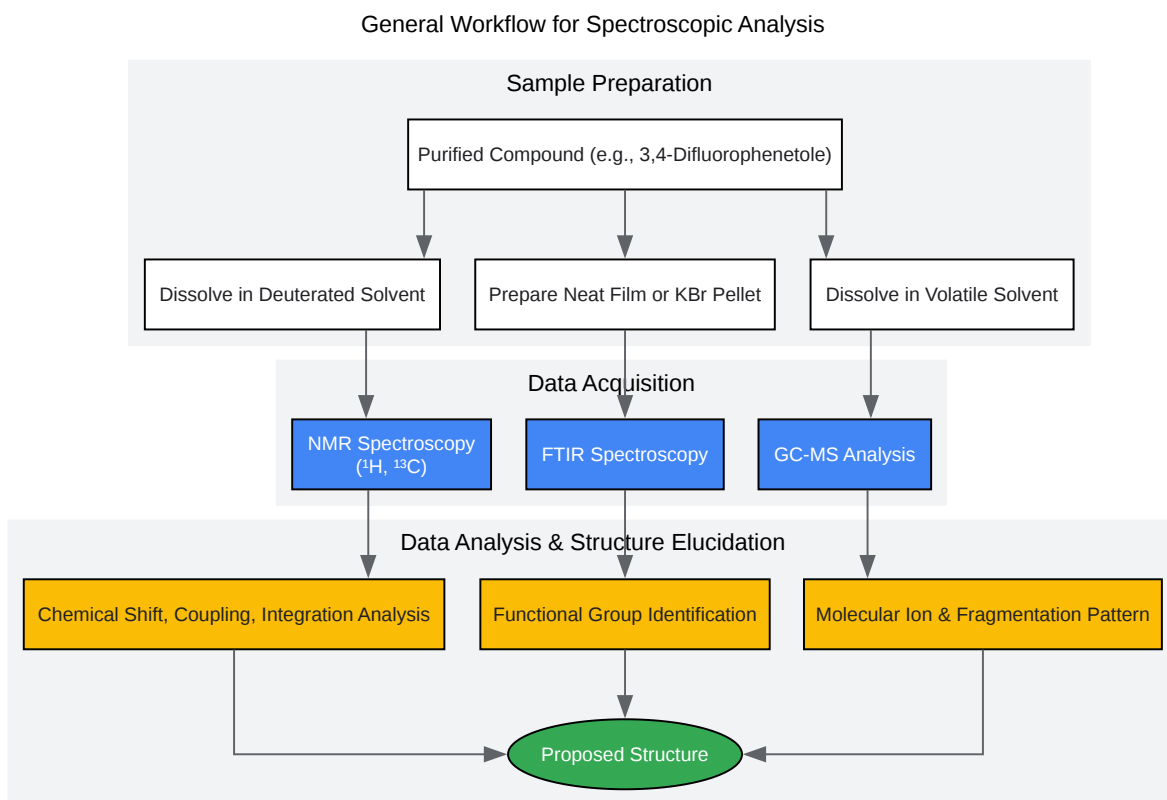 General Workflow for Spectroscopic Analysis
Sample Preparation
Purified Compound (e.g., 3,4-Difluorophenetole)
Dissolve in Deuterated Solvent
Prepare Neat Film or KBr Pellet
Dissolve in Volatile Solvent
Data Acquisition
NMR Spectroscopy
(¹H, ¹³C)
FTIR Spectroscopy
GC-MS Analysis
Data Analysis & Structure Elucidation
Chemical Shift, Coupling, Integration Analysis
Functional Group Identification
Molecular Ion & Fragmentation Pattern
Proposed Structure